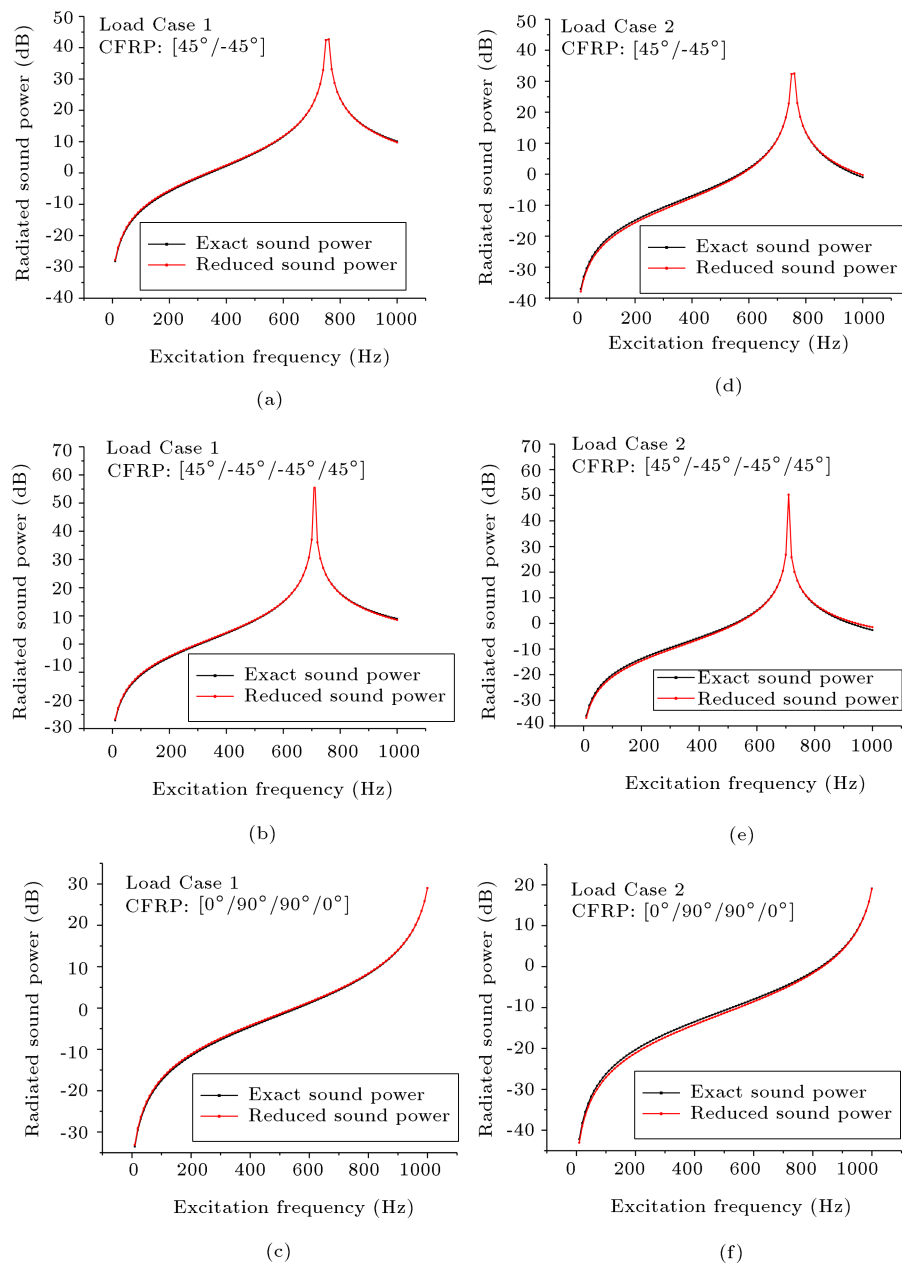 Load Case 1
CFRP: [45°/-45°]
50
40
30
20
10
0
-10
-20
-30
-40
Radiated sound power (dB)
Exact sound power
Reduced sound power
0 200 400 600 800 1000
Excitation frequency (Hz)
(a)
Load Case 2
CFRP: [45°/-45°]
50
40
30
20
10
0
-10
-20
-30
-40
Radiated sound power (dB)
Exact sound power
Reduced sound power
0 200 400 600 800 1000
Excitation frequency (Hz)
(d)
Load Case 1
CFRP: [45°/-45°/-45°/45°]
70
60
50
40
30
20
10
0
-10
-20
-30
Radiated sound power (dB)
Exact sound power
Reduced sound power
0 200 400 600 800 1000
Excitation frequency (Hz)
(b)
Load Case 2
CFRP: [45°/-45°/-45°/45°]
70
60
50
40
30
20
10
0
-10
-20
-30
-40
Radiated sound power (dB)
Exact sound power
Reduced sound power
0 200 400 600 800 1000
Excitation frequency (Hz)
(e)
Load Case 1
CFRP: [0°/90°/90°/0°]
30
20
10
0
-10
-20
-30
Radiated sound power (dB)
Exact sound power
Reduced sound power
0 200 400 600 800 1000
Excitation frequency (Hz)
(c)
Load Case 2
CFRP: [0°/90°/90°/0°]
20
10
0
-10
-20
-30
-40
Radiated sound power (dB)
Exact sound power
Reduced sound power
0 200 400 600 800 1000
Excitation frequency (Hz)
(f)